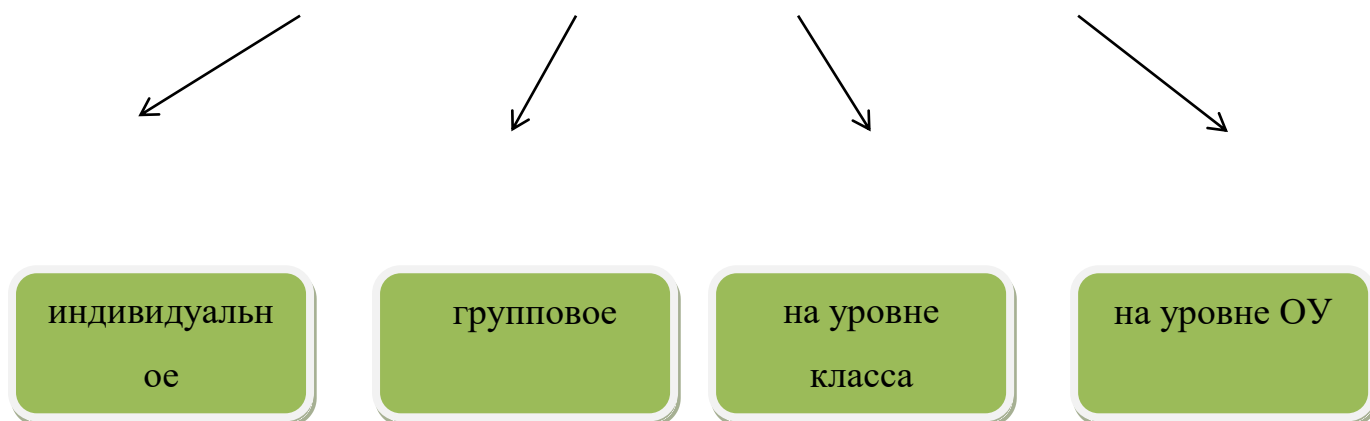 индивидуальн
ое
групповое
на уровне
класса
на уровне ОУ